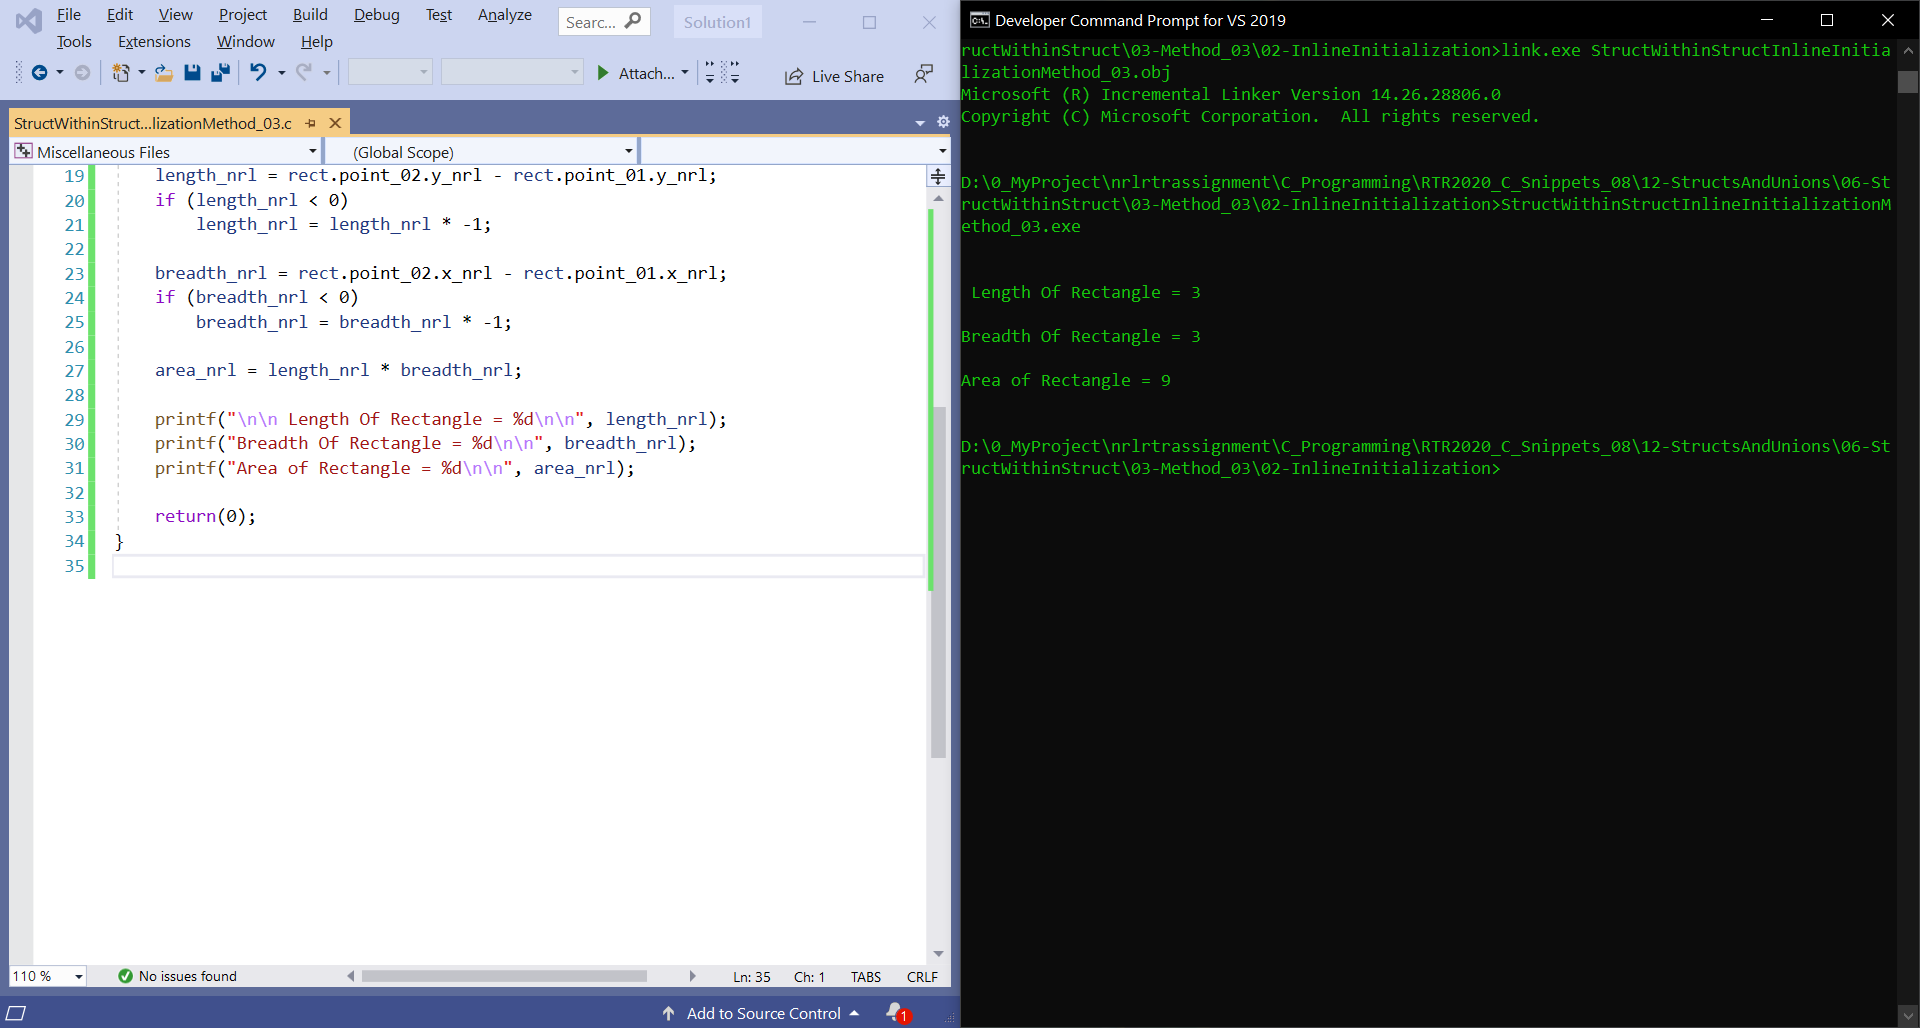 File Edit View Project Build Debug Test Analyze Searc... Solution1
Tools Extensions Window Help
Attach... Live Share
StructWithinStruct...lizationMethod_03.c
Miscellaneous Files (Global Scope)
19 length_nrl = rect.point_02.y_nrl - rect.point_01.y_nrl;
20 if (length_nrl < 0)
21 length_nrl = length_nrl * -1;
22
23 breadth_nrl = rect.point_02.x_nrl - rect.point_01.x_nrl;
24 if (breadth_nrl < 0)
25 breadth_nrl = breadth_nrl * -1;
26
27 area_nrl = length_nrl * breadth_nrl;
28
29 printf("\n\n Length Of Rectangle = %d\n\n", length_nrl);
30 printf("Breadth Of Rectangle = %d\n\n", breadth_nrl);
31 printf("Area of Rectangle = %d\n\n", area_nrl);
32
33 return(0);
34 }
35
110 % No issues found Ln: 35 Ch: 1 TABS CRLF
Add to Source Control 1
C:\. Developer Command Prompt for VS 2019
ructWithinStruct\03-Method_03\02-InlineInitialization>link.exe StructWithinStructInlineInitia
lizationMethod_03.obj
Microsoft (R) Incremental Linker Version 14.26.28806.0
Copyright (C) Microsoft Corporation.  All rights reserved.
D:\0_MyProject\nrlrtrassignment\C_Programming\RTR2020_C_Snippets_08\12-StructsAndUnions\06-St
ructWithinStruct\03-Method_03\02-InlineInitialization>StructWithinStructInlineInitializationM
ethod_03.exe
Length Of Rectangle = 3
Breadth Of Rectangle = 3
Area of Rectangle = 9
D:\0_MyProject\nrlrtrassignment\C_Programming\RTR2020_C_Snippets_08\12-StructsAndUnions\06-St
ructWithinStruct\03-Method_03\02-InlineInitialization>